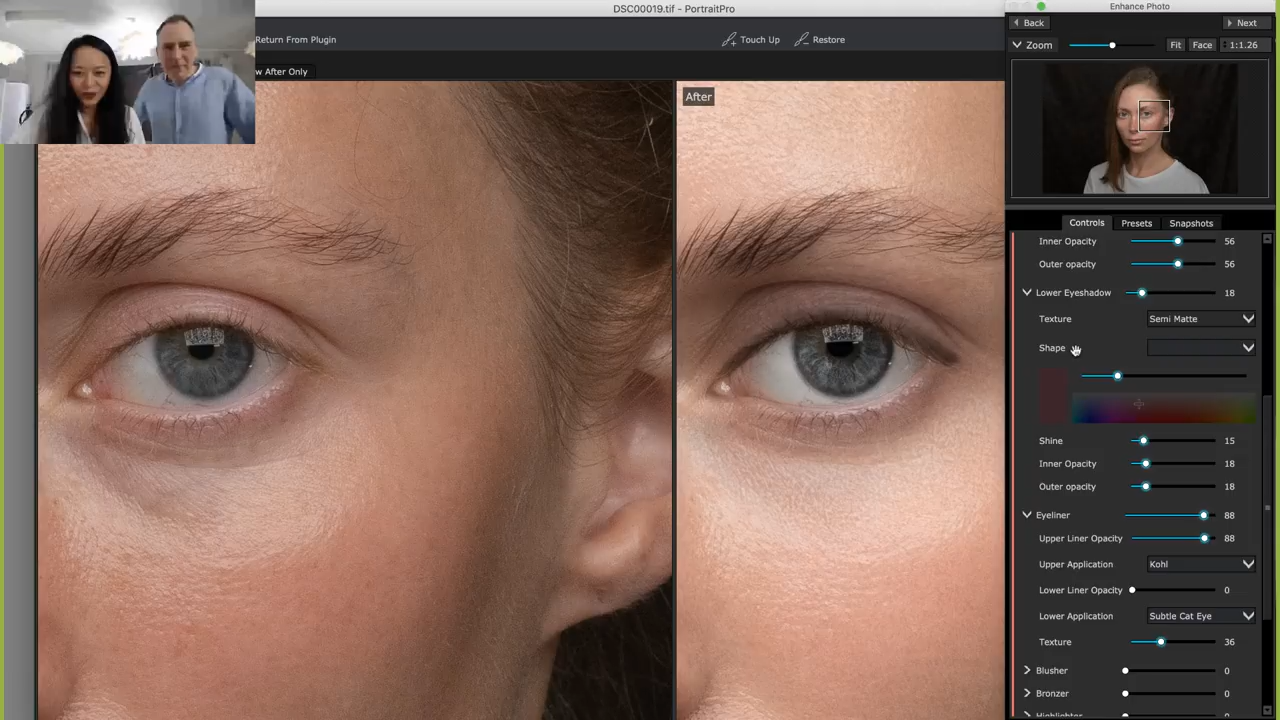 DSC00019.tif - PortraitPro
Enhance Photo
Return From Plugin
Touch Up
Restore
Back
Next
Zoom
Fit
Face
1:1.26
w After Only
After
Controls
Presets
Snapshots
Inner Opacity 56
Outer opacity 56
Lower Eyeshadow 18
Texture Semi Matte
Shape
Shine 15
Inner Opacity 18
Outer opacity 18
Eyeliner 88
Upper Liner Opacity 88
Upper Application Kohl
Lower Liner Opacity 0
Lower Application Subtle Cat Eye
Texture 36
Blusher 0
Bronzer 0
Highlighter